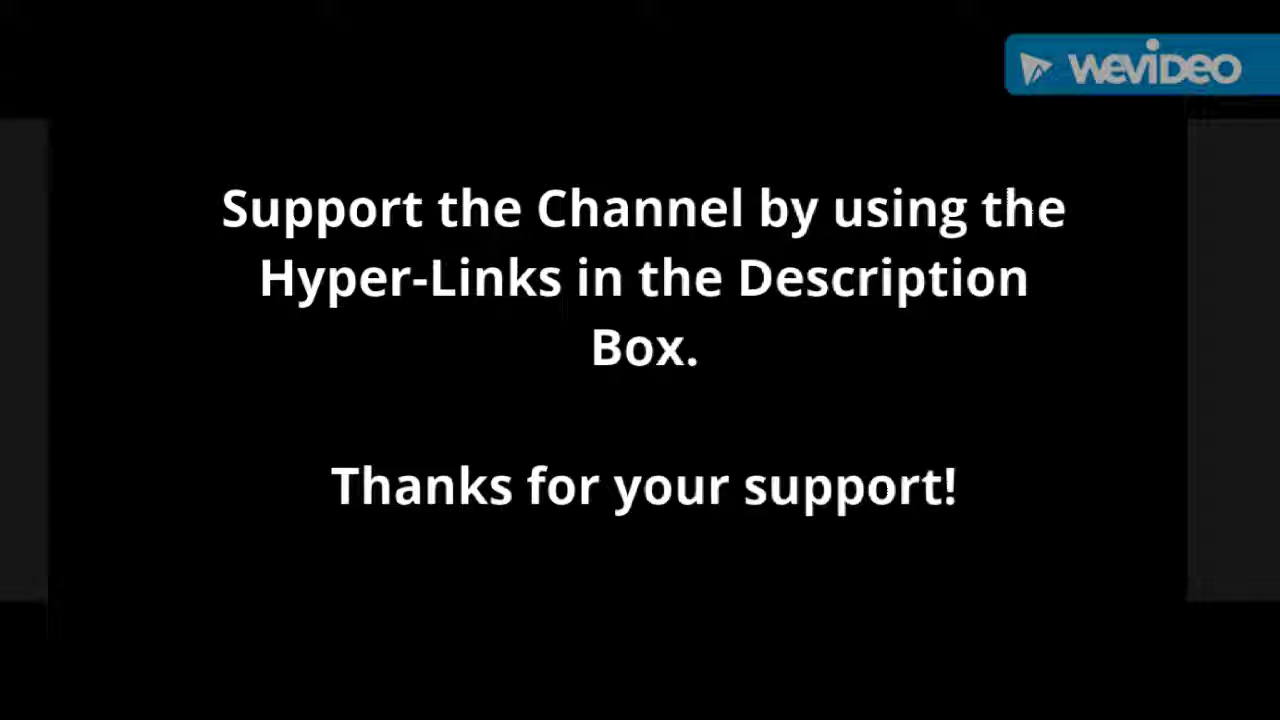 WEVIDEO
Support the Channel by using the
Hyper-Links in the Description
Box.
Thanks for your support!